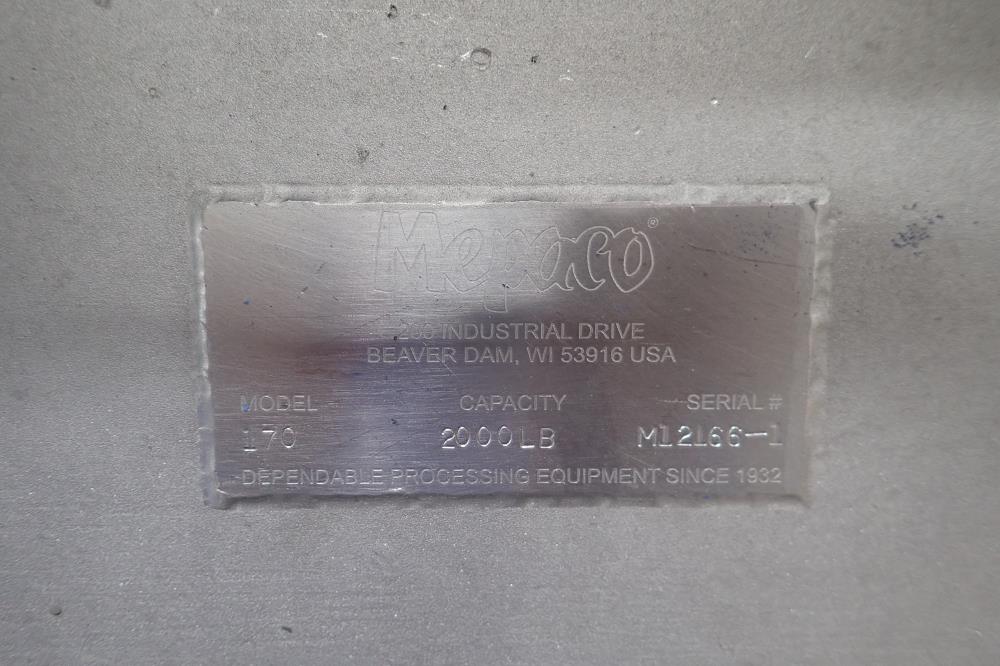 Mepaco®
INDUSTRIAL DRIVE
BEAVER DAM, WI 53916 USA
MODEL CAPACITY SERIAL #
170 2000LB M12166-1
DEPENDABLE PROCESSING EQUIPMENT SINCE 1932